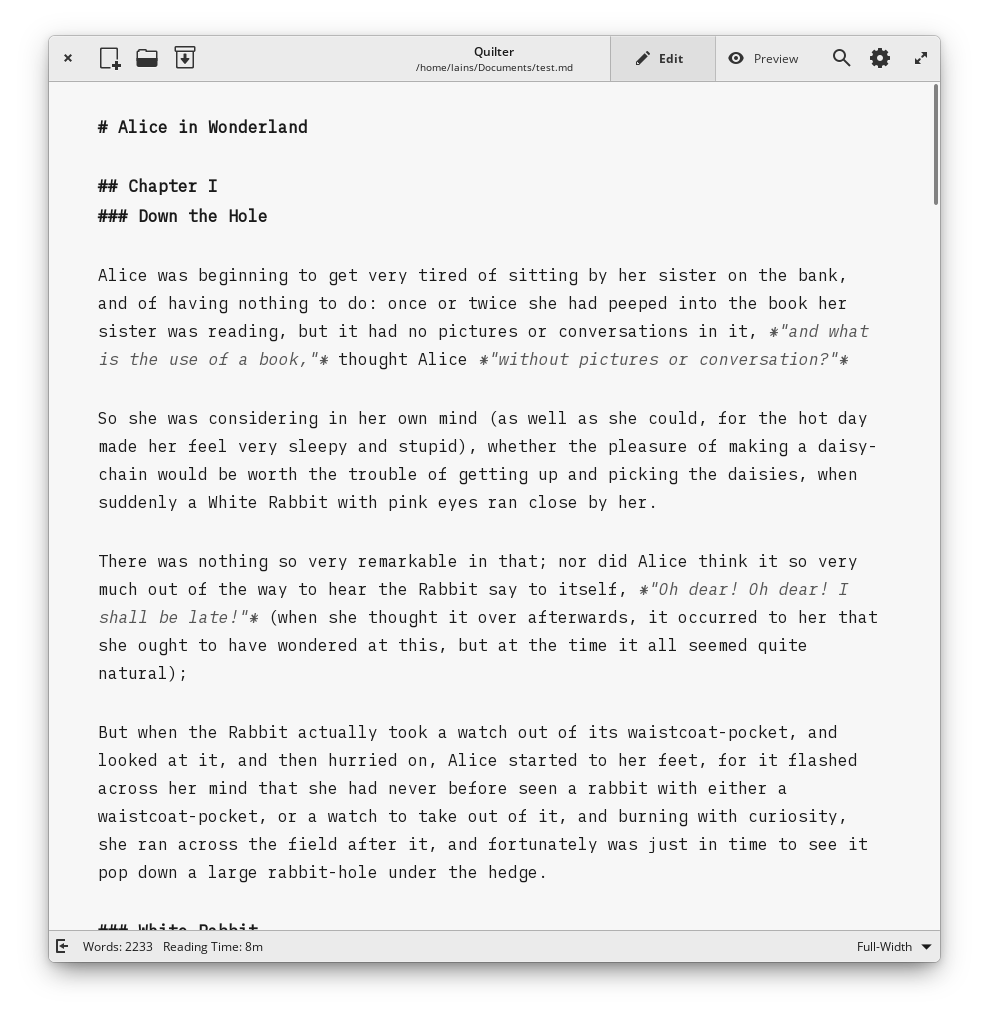 Quilter
/home/lains/Documents/test.md
Edit
Preview
# Alice in Wonderland
## Chapter I
### Down the Hole
Alice was beginning to get very tired of sitting by her sister on the bank,
and of having nothing to do: once or twice she had peeped into the book her
sister was reading, but it had no pictures or conversations in it, *"and what
is the use of a book,"* thought Alice *"without pictures or conversation?"*
So she was considering in her own mind (as well as she could, for the hot day
made her feel very sleepy and stupid), whether the pleasure of making a daisy-
chain would be worth the trouble of getting up and picking the daisies, when
suddenly a White Rabbit with pink eyes ran close by her.
There was nothing so very remarkable in that; nor did Alice think it so very
much out of the way to hear the Rabbit say to itself, *"Oh dear! Oh dear! I
shall be late!"* (when she thought it over afterwards, it occurred to her that
she ought to have wondered at this, but at the time it all seemed quite
natural);
But when the Rabbit actually took a watch out of its waistcoat-pocket, and
looked at it, and then hurried on, Alice started to her feet, for it flashed
across her mind that she had never before seen a rabbit with either a
waistcoat-pocket, or a watch to take out of it, and burning with curiosity,
she ran across the field after it, and fortunately was just in time to see it
pop down a large rabbit-hole under the hedge.
### White Rabbit
Words: 2233 Reading Time: 8m
Full-Width